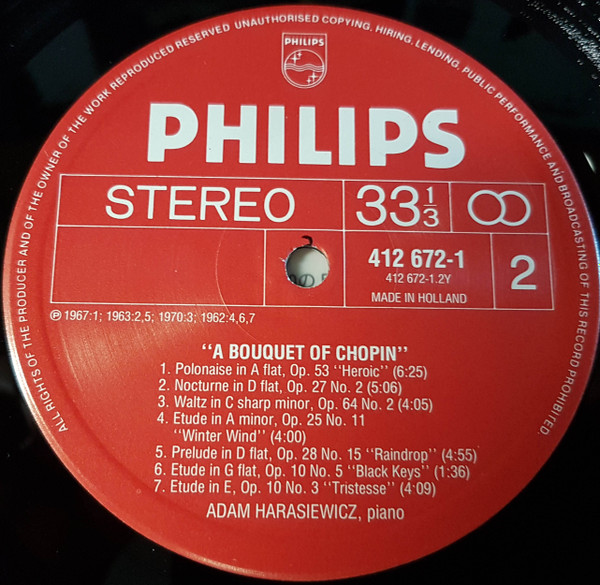 ALL RIGHTS OF THE PRODUCER AND OF THE OWNER OF THE WORK REPRODUCED RESERVED UNAUTHORISED COPYING, HIRING, LENDING, PUBLIC PERFORMANCE AND BROADCASTING OF THIS RECORD PROHIBITED.
PHILIPS
PHILIPS
STEREO
33 1/3
2
412 672-1
412 672-1.2Y
MADE IN HOLLAND
2
℗ 1967:1; 1963:2,5; 1970:3; 1962:4,6,7
"A BOUQUET OF CHOPIN"
1. Polonaise in A flat, Op. 53 "Heroic" (6:25)
2. Nocturne in D flat, Op. 27 No. 2 (5:06)
3. Waltz in C sharp minor, Op. 64 No. 2 (4:05)
4. Etude in A minor, Op. 25 No. 11
"Winter Wind" (4:00)
5. Prelude in D flat, Op. 28 No. 15 "Raindrop" (4:55)
6. Etude in G flat, Op. 10 No. 5 "Black Keys" (1:36)
7. Etude in E, Op. 10 No. 3 "Tristesse" (4:09)
ADAM HARASIEWICZ, piano